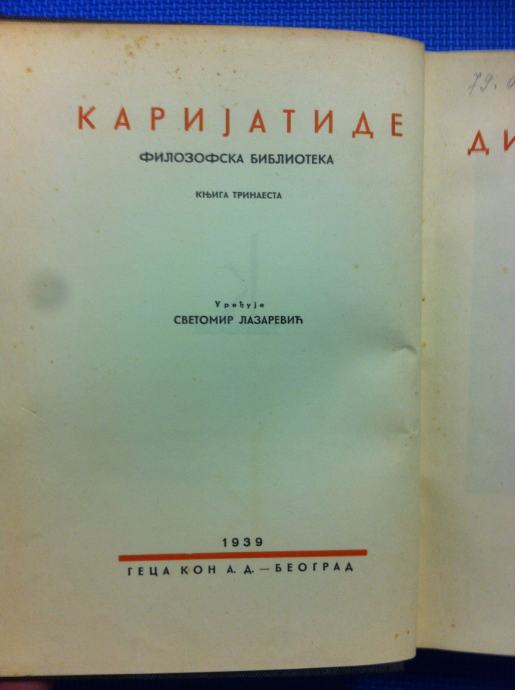 КАРИЈАТИДЕ
ФИЛОЗОФСКА БИБЛИОТЕКА
КЊИГА ТРИНАЕСТА
Уређује
СВЕТОМИР ЛАЗАРЕВИЋ
1939
ГЕЦА КОН А. Д. — БЕОГРАД
ДИ